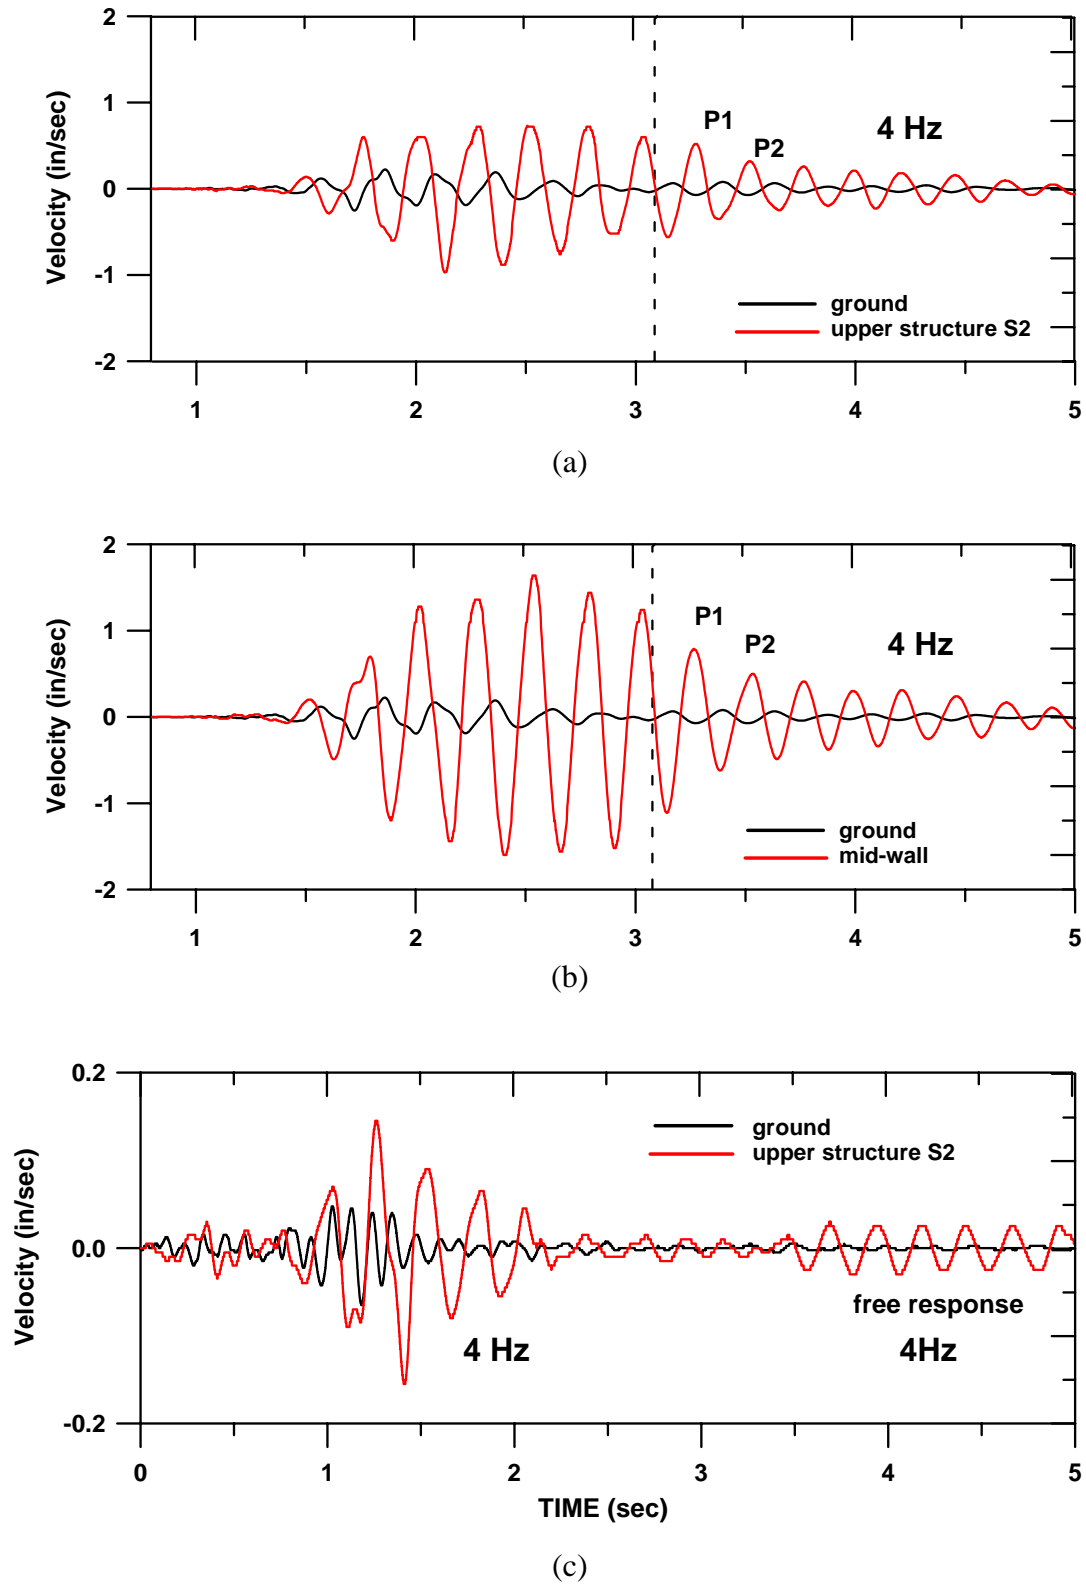 2
1
0
-1
-2
Velocity (in/sec)
P1
P2
4 Hz
ground
upper structure S2
1 2 3 4 5
(a)
2
1
0
-1
-2
Velocity (in/sec)
P1
P2
4 Hz
ground
mid-wall
1 2 3 4 5
(b)
0.2
0.0
-0.2
Velocity (in/sec)
ground
upper structure S2
free response
4 Hz
4Hz
0 1 2 3 4 5
TIME (sec)
(c)